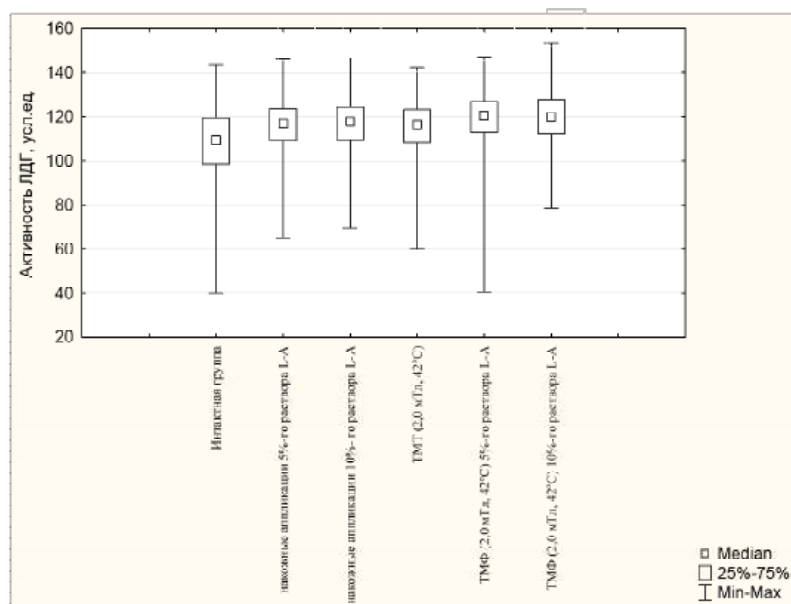 160
140
120
100
80
60
40
20
Активность ЛДГ, усл.ед.
Интактная группа
накожные аппликации 5%-го раствора L-A
накожные аппликации 10%-го раствора L-A
ТМТ (2,0 мТл, 42°С)
ТМФ (2,0 мТл, 42°С) 5%-го раствора L-A
ТМФ (2,0 мТл, 42°С) 10%-го раствора L-A
Median
25%-75%
Min-Max